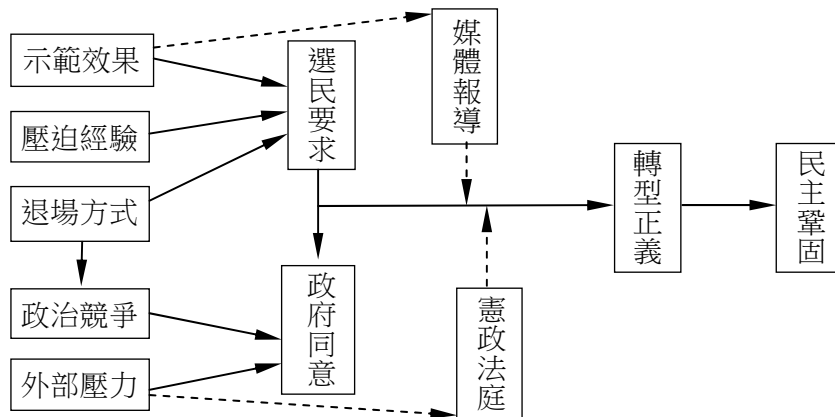 示範效果
壓迫經驗
退場方式
政治競爭
外部壓力
選民要求
政府同意
媒體報導
憲政法庭
轉型正義
民主鞏固